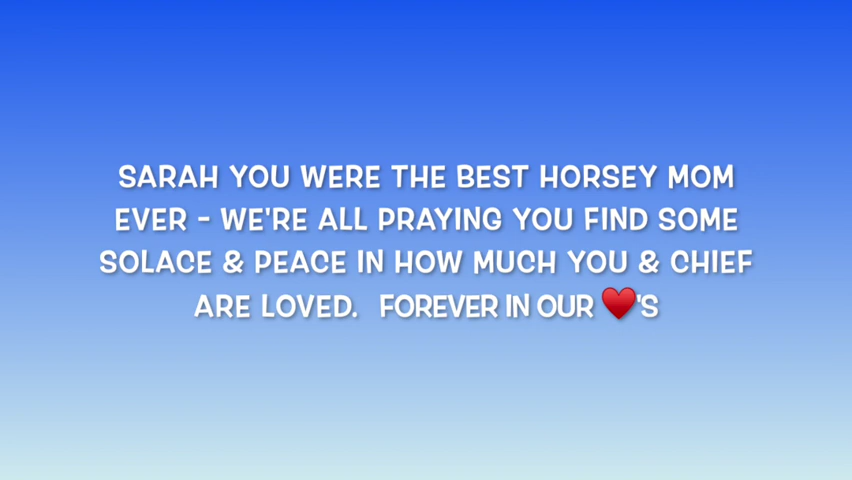 SARAH YOU WERE THE BEST HORSEY MOM
EVER - WE'RE ALL PRAYING YOU FIND SOME
SOLACE & PEACE IN HOW MUCH YOU & CHIEF
ARE LOVED. FOREVER IN OUR ♥️'S